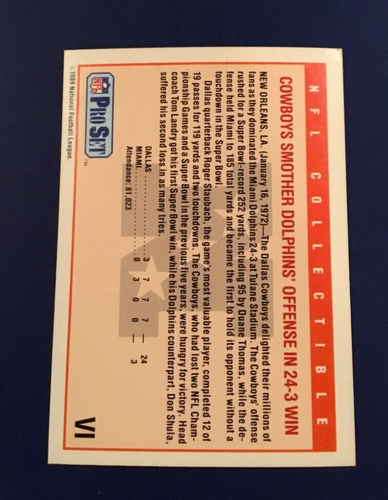 NFL COLLECTIBLE
COWBOYS SMOTHER DOLPHINS' OFFENSE IN 24-3 WIN
NEW ORLEANS, LA. (January 16, 1972)—The Dallas Cowboys delighted their millions of
fans as they dominated the Miami Dolphins 24-3 at Tulane Stadium. The Cowboys' offense
rushed for a Super Bowl-record 252 yards, including 95 by Duane Thomas, while the de-
fense held Miami to 185 total yards and became the first to hold its opponent without a
touchdown in the Super Bowl.
Dallas quarterback Roger Staubach, the game's most valuable player, completed 12 of
19 passes for 119 yards and two touchdowns. The Cowboys, who had lost two NFL Cham-
pionship Games and a Super Bowl in the previous five years, were hungry for victory. Head
coach Tom Landry got his first Super Bowl win, while his Dolphins counterpart, Don Shula,
suffered his second loss in as many tries.
DALLAS . . . . . . . . 3 7 7 7 24
MIAMI . . . . . . . . 0 3 0 0 3
Attendance: 81,023
NFL PRO SET™
©1989 National Football League.
VI